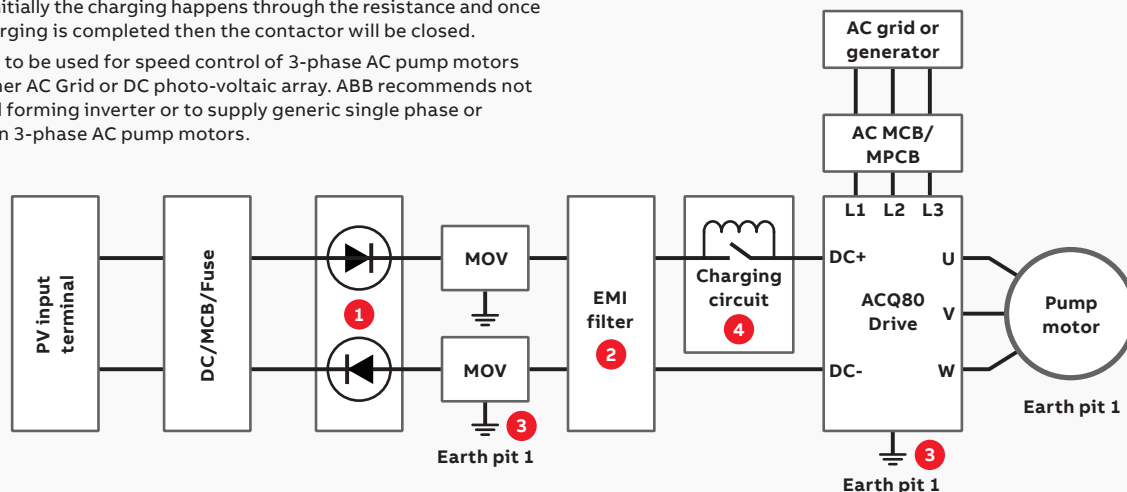 nitially the charging happens through the resistance and once
rging is completed then the contactor will be closed.
to be used for speed control of 3-phase AC pump motors
her AC Grid or DC photo-voltaic array. ABB recommends not
forming inverter or to supply generic single phase or
n 3-phase AC pump motors.
AC grid or
generator
AC MCB/
MPCB
L1 L2 L3
PV input
terminal
DC/MCB/Fuse
1
MOV
MOV
3
Earth pit 1
EMI
filter
2
Charging
circuit
4
DC+
DC-
ACQ80
Drive
U
V
W
3
Earth pit 1
Pump
motor
Earth pit 1